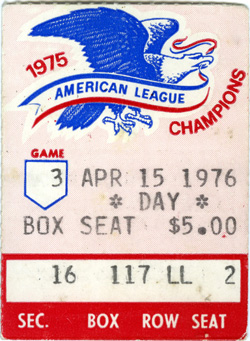 1975
AMERICAN LEAGUE
CHAMPIONS
GAME
3 APR 15 1976
* DAY *
BOX SEAT $5.00
16 117 LL 2
SEC. BOX ROW SEAT